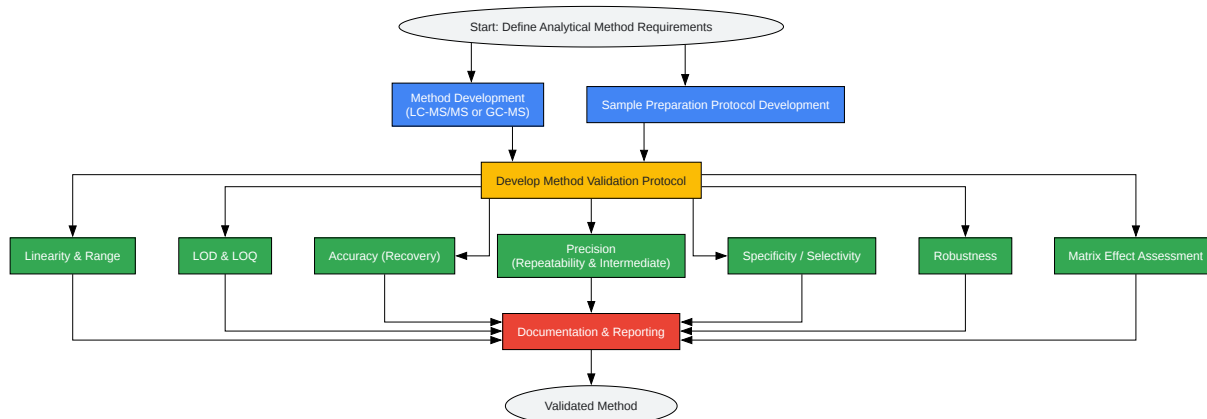 Start: Define Analytical Method Requirements
Method Development
(LC-MS/MS or GC-MS)
Sample Preparation Protocol Development
Develop Method Validation Protocol
Linearity & Range
LOD & LOQ
Accuracy (Recovery)
Precision
(Repeatability & Intermediate)
Specificity / Selectivity
Robustness
Matrix Effect Assessment
Documentation & Reporting
Validated Method